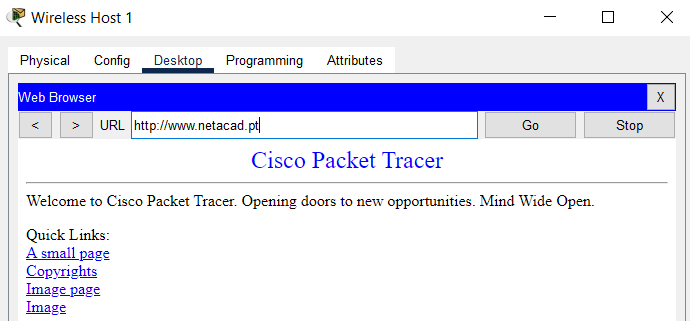 Wireless Host 1
Physical Config Desktop Programming Attributes
Web Browser X
< > URL http://www.netacad.pt Go Stop
Cisco Packet Tracer
Welcome to Cisco Packet Tracer. Opening doors to new opportunities. Mind Wide Open.
Quick Links:
A small page
Copyrights
Image page
Image